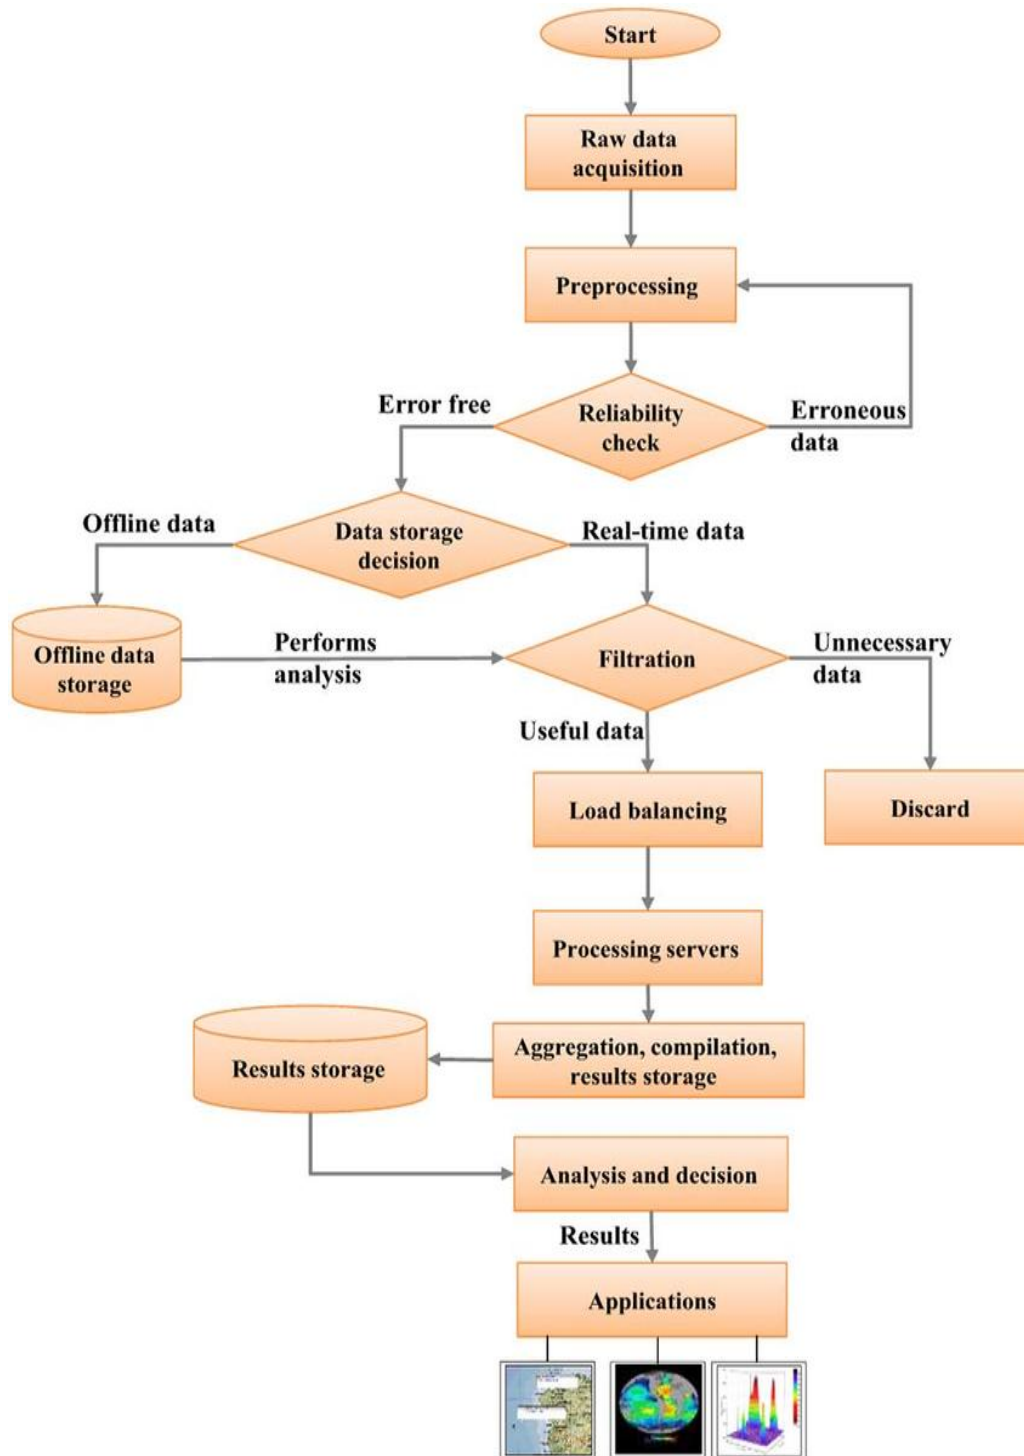 Start
Raw data
acquisition
Preprocessing
Error free
Reliability
check
Erroneous
data
Offline data
Data storage
decision
Real-time data
Offline data
storage
Performs
analysis
Filtration
Unnecessary
data
Useful data
Load balancing
Discard
Processing servers
Results storage
Aggregation, compilation,
results storage
Analysis and decision
Results
Applications